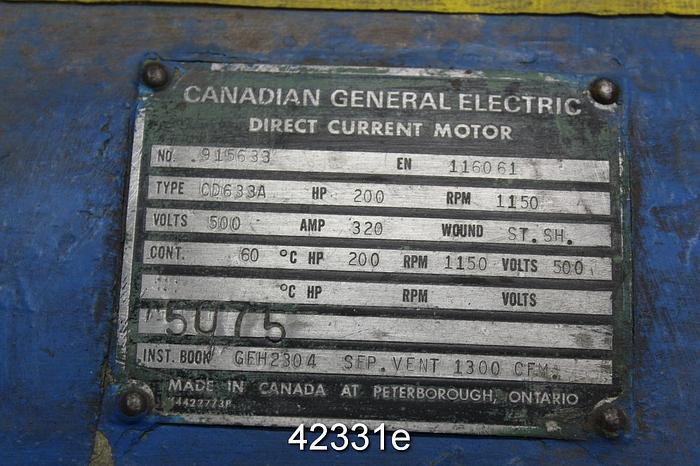 CANADIAN GENERAL ELECTRIC
DIRECT CURRENT MOTOR
NO. 915633 EN 116061
TYPE CD633A HP 200 RPM 1150
VOLTS 500 AMP 320 WOUND ST.SH.
CONT. 60 °C HP 200 RPM 1150 VOLTS 500
°C HP RPM VOLTS
5075
INST. BOOK GEH2304 SEP.VENT 1300 CFM.
MADE IN CANADA AT PETERBOROUGH, ONTARIO
42331e